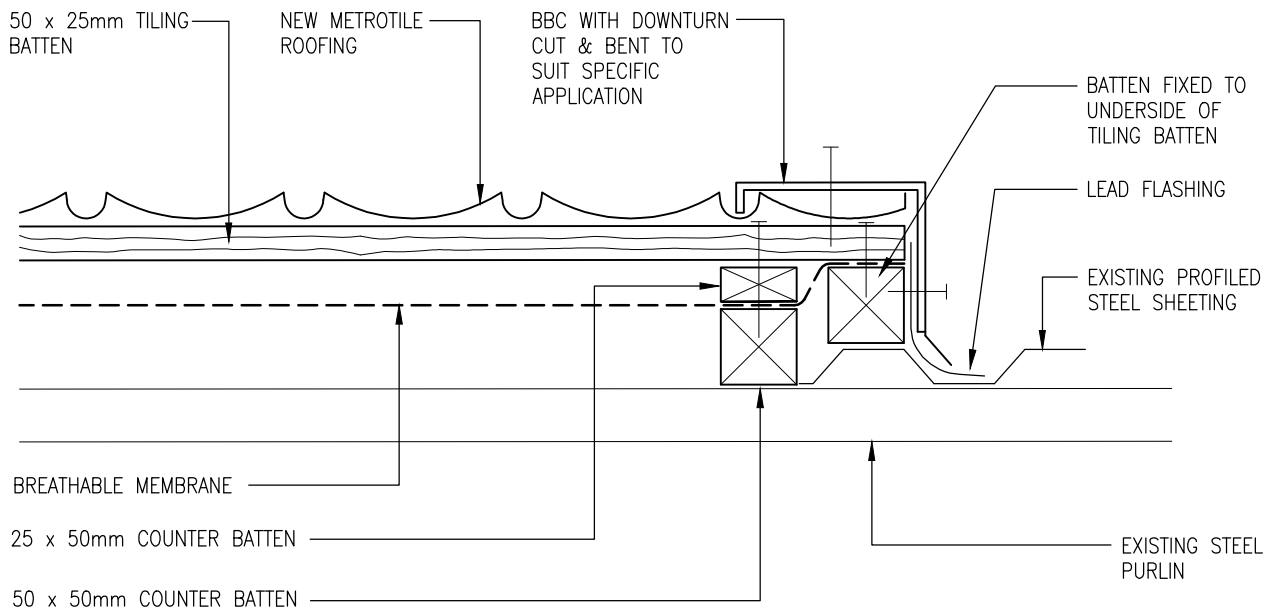 50 x 25mm TILING
BATTEN
NEW METROTILE
ROOFING
BBC WITH DOWNTURN
CUT & BENT TO
SUIT SPECIFIC
APPLICATION
BATTEN FIXED TO
UNDERSIDE OF
TILING BATTEN
LEAD FLASHING
EXISTING PROFILED
STEEL SHEETING
BREATHABLE MEMBRANE
25 x 50mm COUNTER BATTEN
50 x 50mm COUNTER BATTEN
EXISTING STEEL
PURLIN